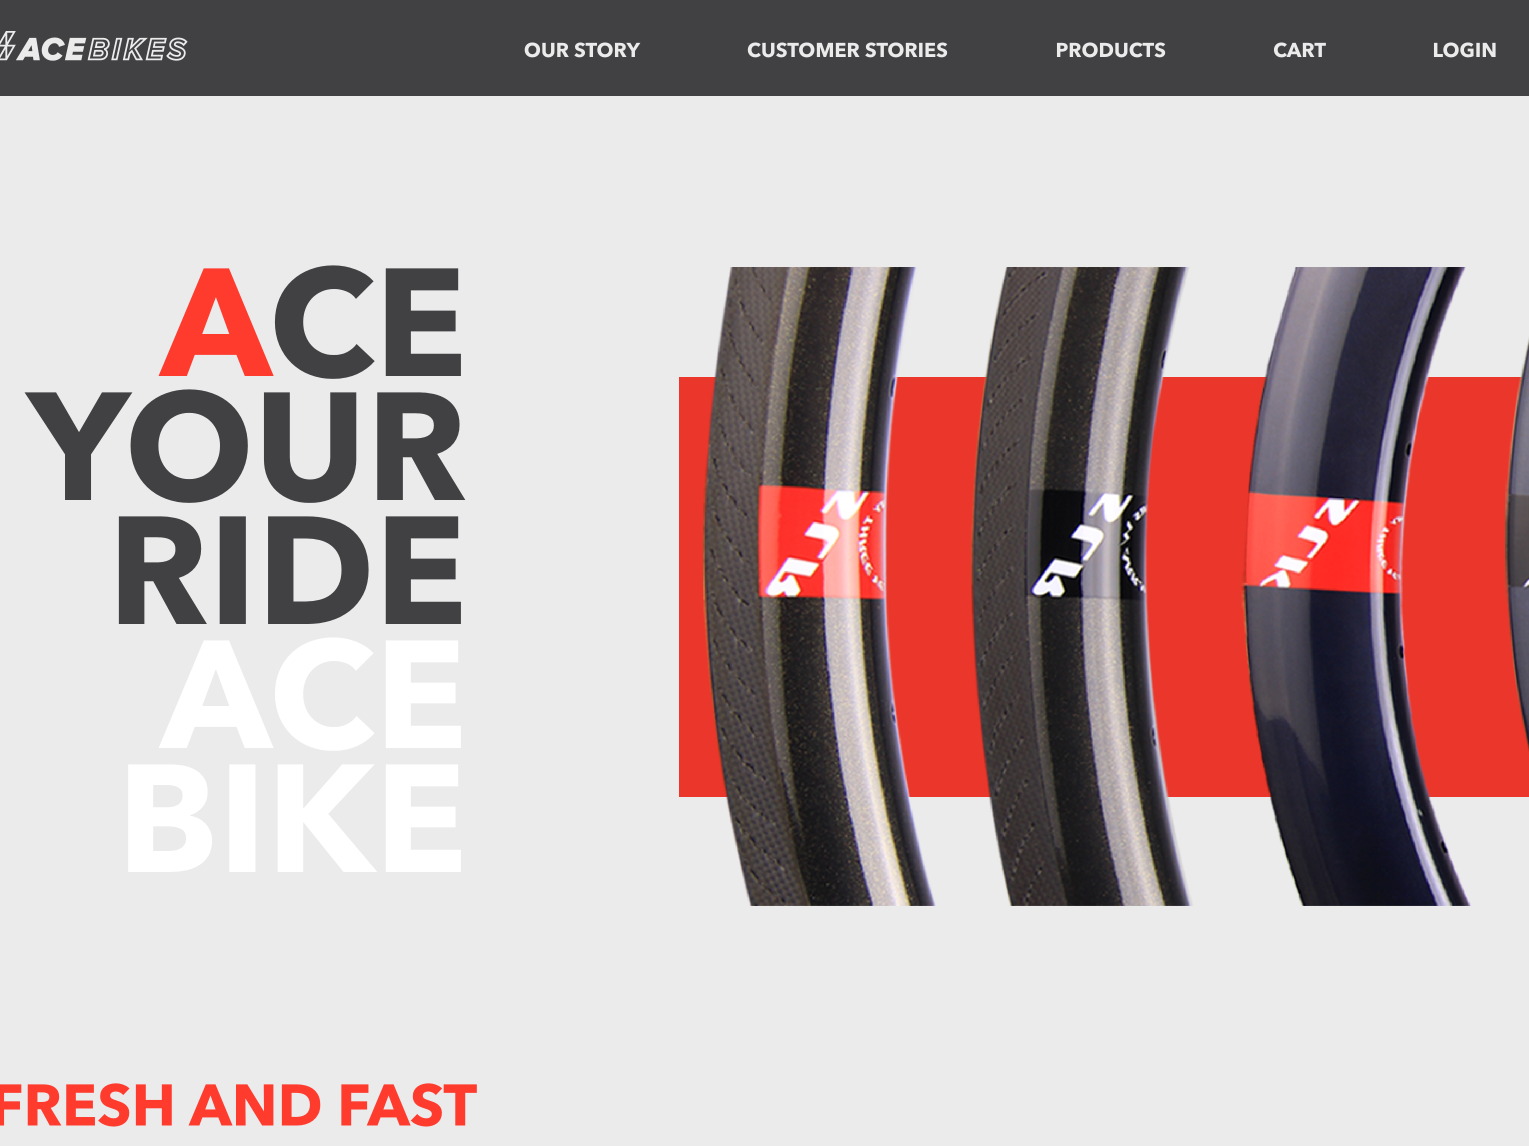 ACEBIKES
OUR STORY
CUSTOMER STORIES
PRODUCTS
CART
LOGIN
ACE
YOUR
RIDE
ACE
BIKE
FRESH AND FAST